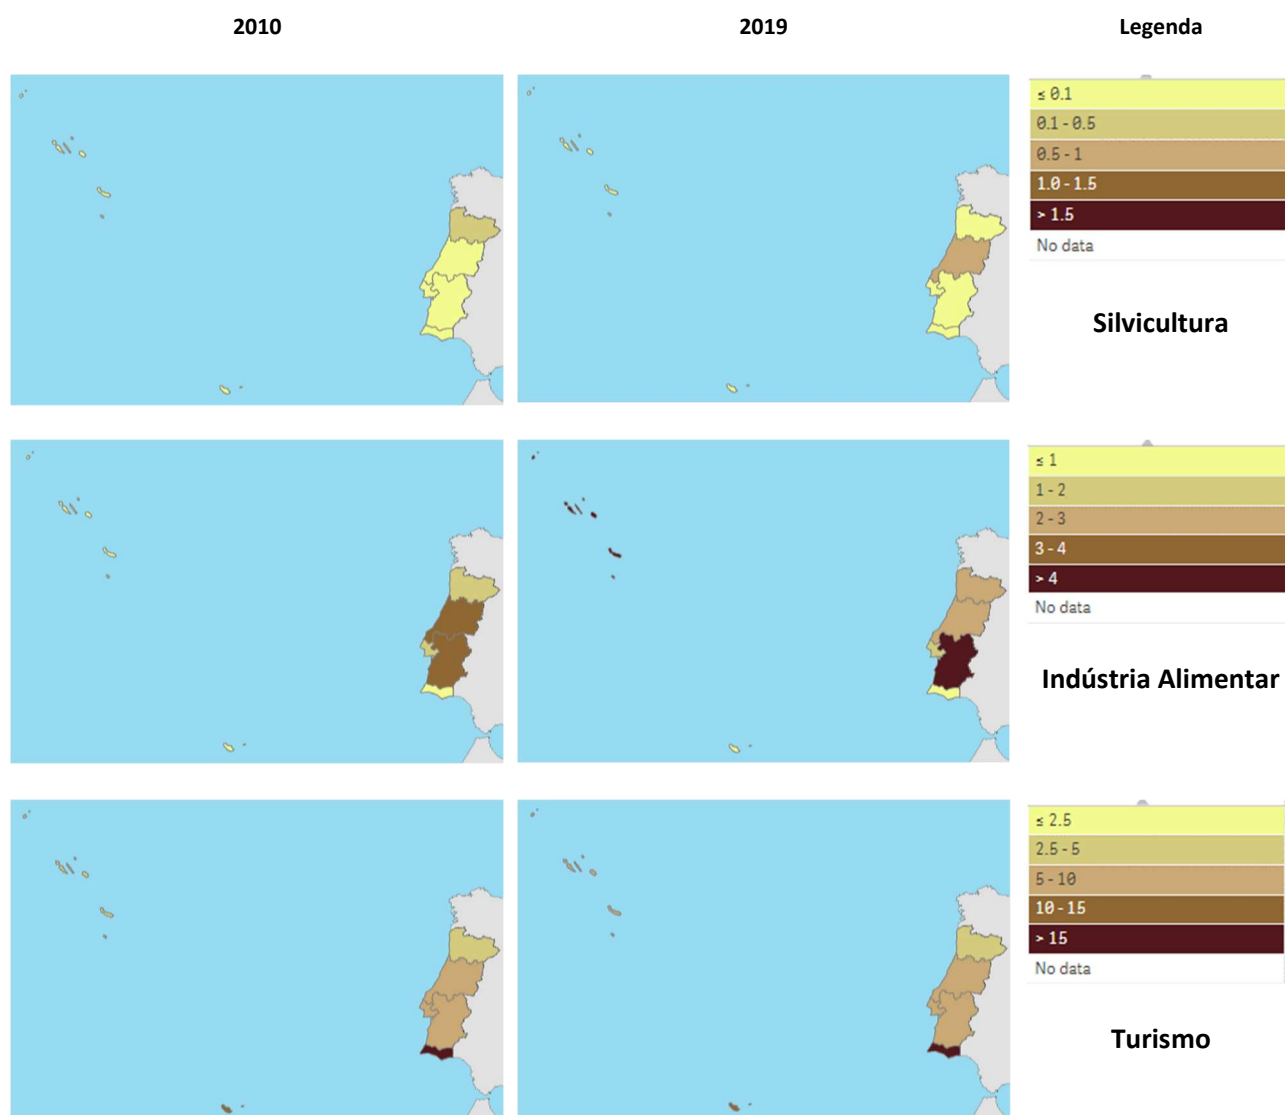 2010
2019
Legenda
≤ 0.1
0.1 - 0.5
0.5 - 1
1.0 - 1.5
> 1.5
No data
Silvicultura
≤ 1
1 - 2
2 - 3
3 - 4
> 4
No data
Indústria Alimentar
≤ 2.5
2.5 - 5
5 - 10
10 - 15
> 15
No data
Turismo